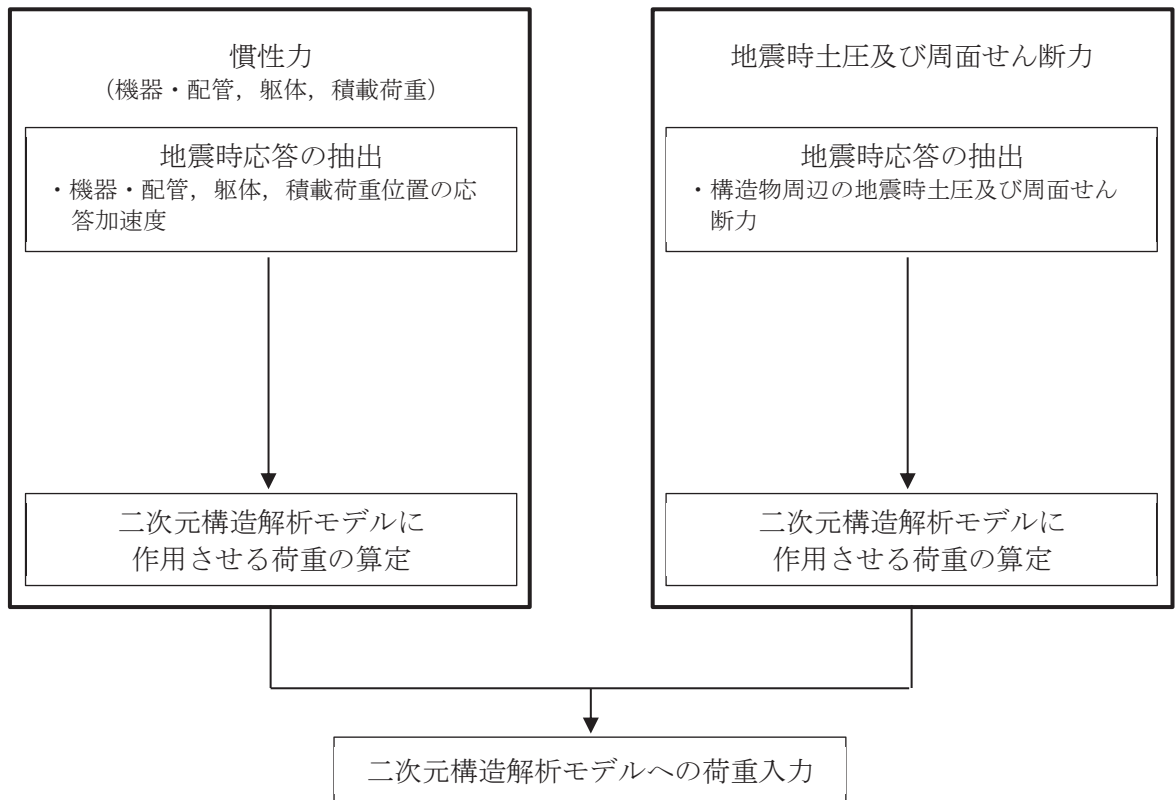 慣性力
（機器・配管，躯体，積載荷重）
地震時応答の抽出
・機器・配管，躯体，積載荷重位置の応
答加速度
二次元構造解析モデルに
作用させる荷重の算定
地震時土圧及び周面せん断力
地震時応答の抽出
・構造物周辺の地震時土圧及び周面せん
断力
二次元構造解析モデルに
作用させる荷重の算定
二次元構造解析モデルへの荷重入力